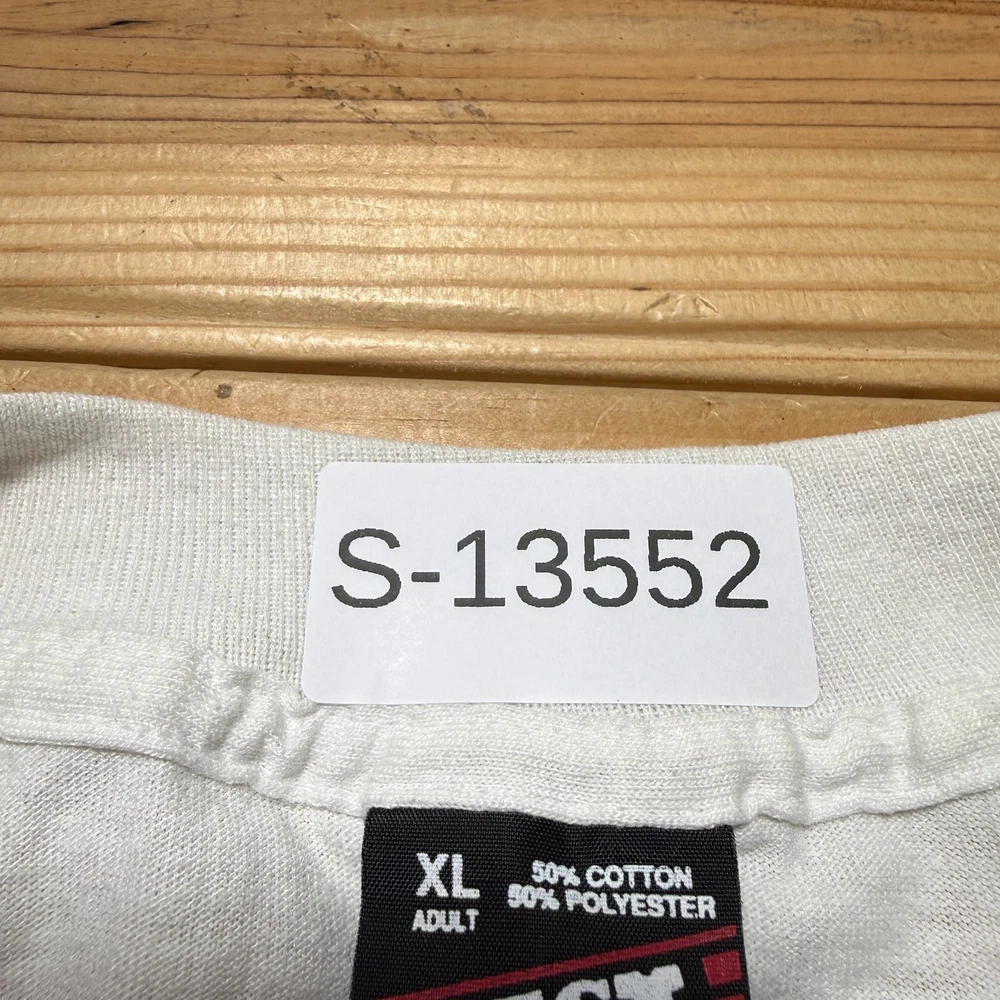 S-13552
XL
ADULT
50% COTTON
50% POLYESTER